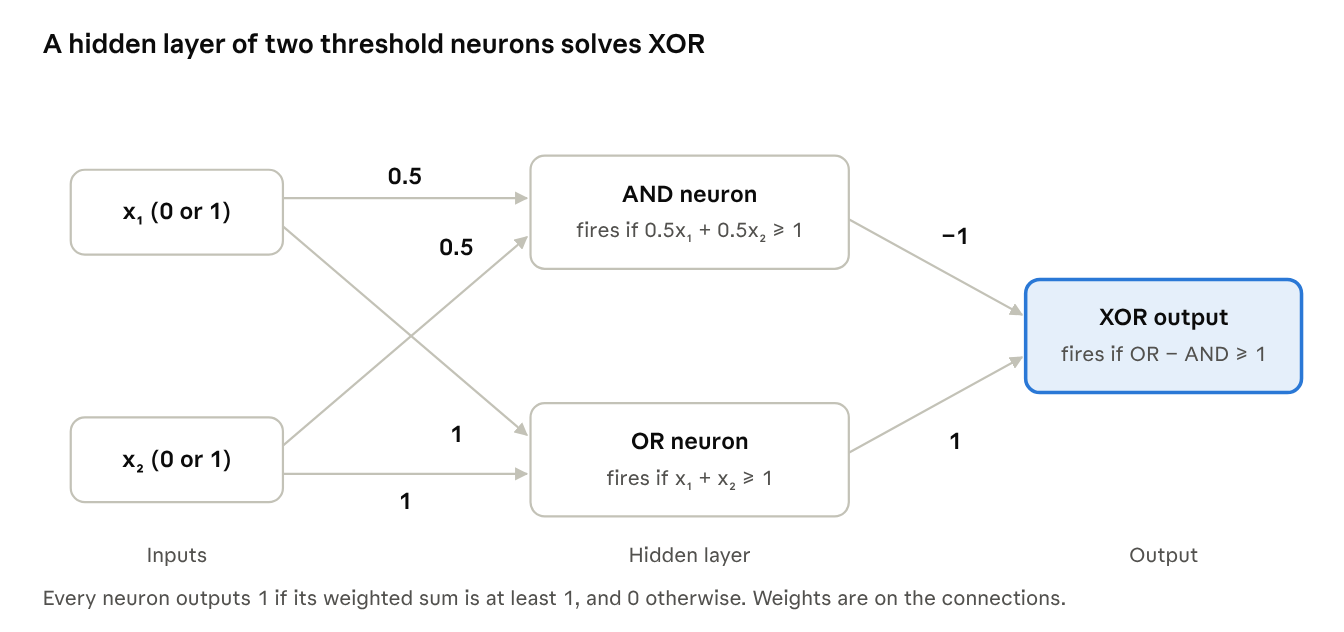 A hidden layer of two threshold neurons solves XOR
0.5
x₁ (0 or 1)
AND neuron
fires if 0.5x₁ + 0.5x₂ ⩾ 1
0.5
−1
XOR output
fires if OR − AND ⩾ 1
1
OR neuron
fires if x₁ + x₂ ⩾ 1
1
x₂ (0 or 1)
1
Inputs
Hidden layer
Output
Every neuron outputs 1 if its weighted sum is at least 1, and 0 otherwise. Weights are on the connections.